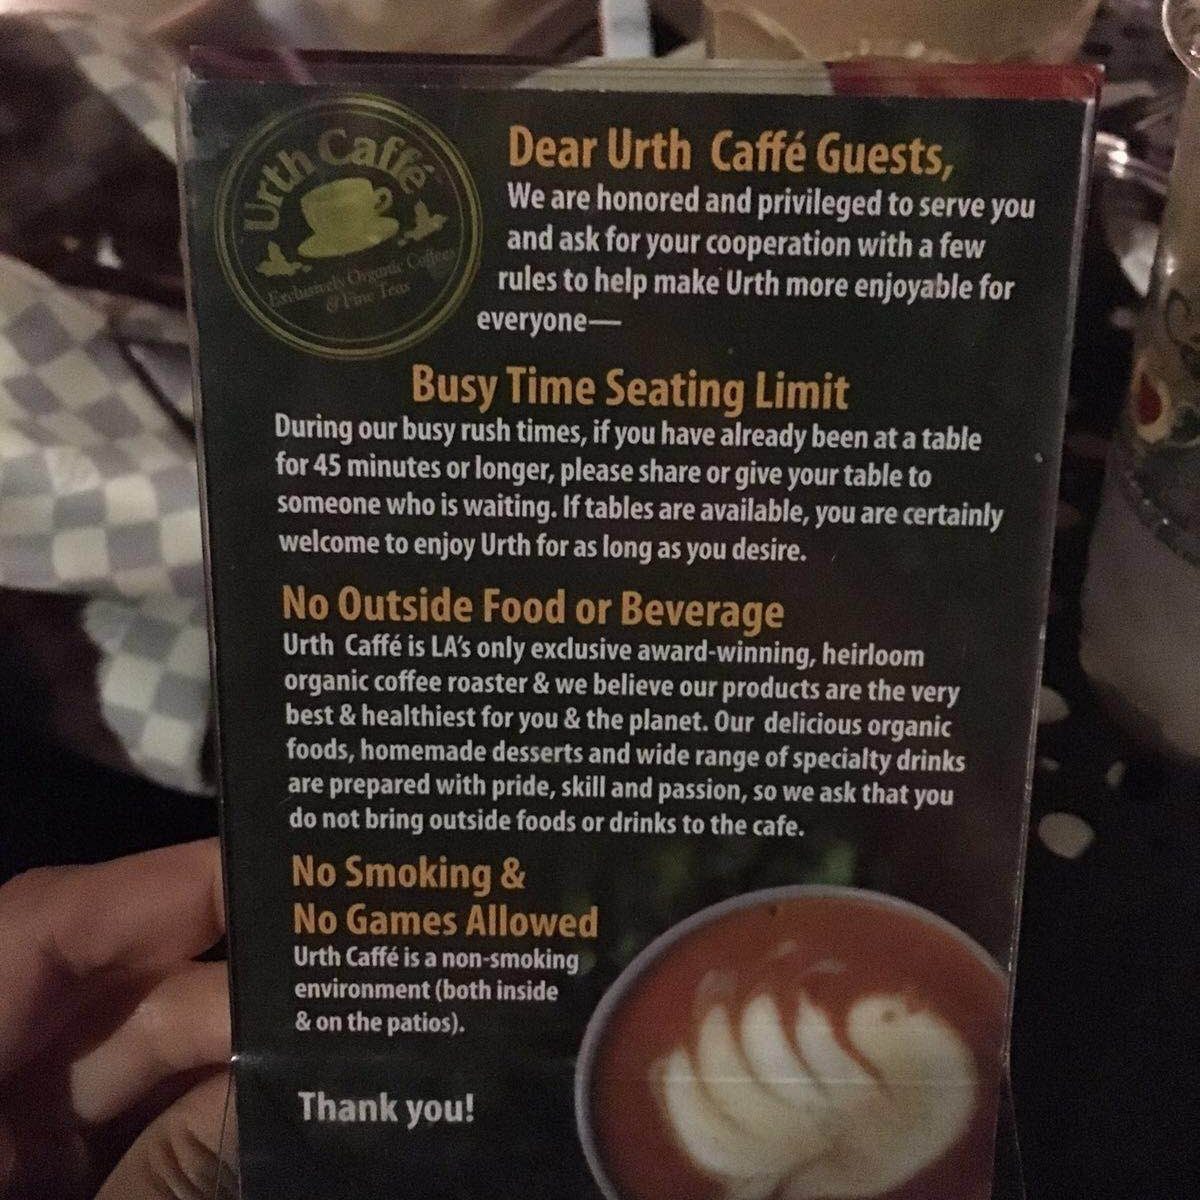 Urth Caffé
Exclusively Organic Coffees
& Fine Teas
Dear Urth Caffé Guests,
We are honored and privileged to serve you
and ask for your cooperation with a few
rules to help make Urth more enjoyable for
everyone—
Busy Time Seating Limit
During our busy rush times, if you have already been at a table
for 45 minutes or longer, please share or give your table to
someone who is waiting. If tables are available, you are certainly
welcome to enjoy Urth for as long as you desire.
No Outside Food or Beverage
Urth Caffé is LA's only exclusive award-winning, heirloom
organic coffee roaster & we believe our products are the very
best & healthiest for you & the planet. Our delicious organic
foods, homemade desserts and wide range of specialty drinks
are prepared with pride, skill and passion, so we ask that you
do not bring outside foods or drinks to the cafe.
No Smoking &
No Games Allowed
Urth Caffé is a non-smoking
environment (both inside
& on the patios).
Thank you!